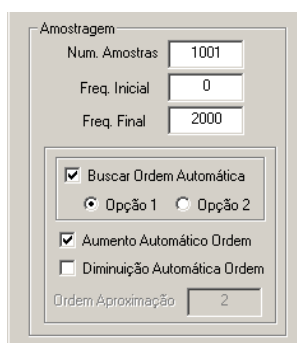 Amostragem
Num. Amostras 1001
Freq. Inicial 0
Freq. Final 2000
Buscar Ordem Automática
Opção 1 Opção 2
Aumento Automático Ordem
Diminuição Automática Ordem
Ordem Aproximação 2